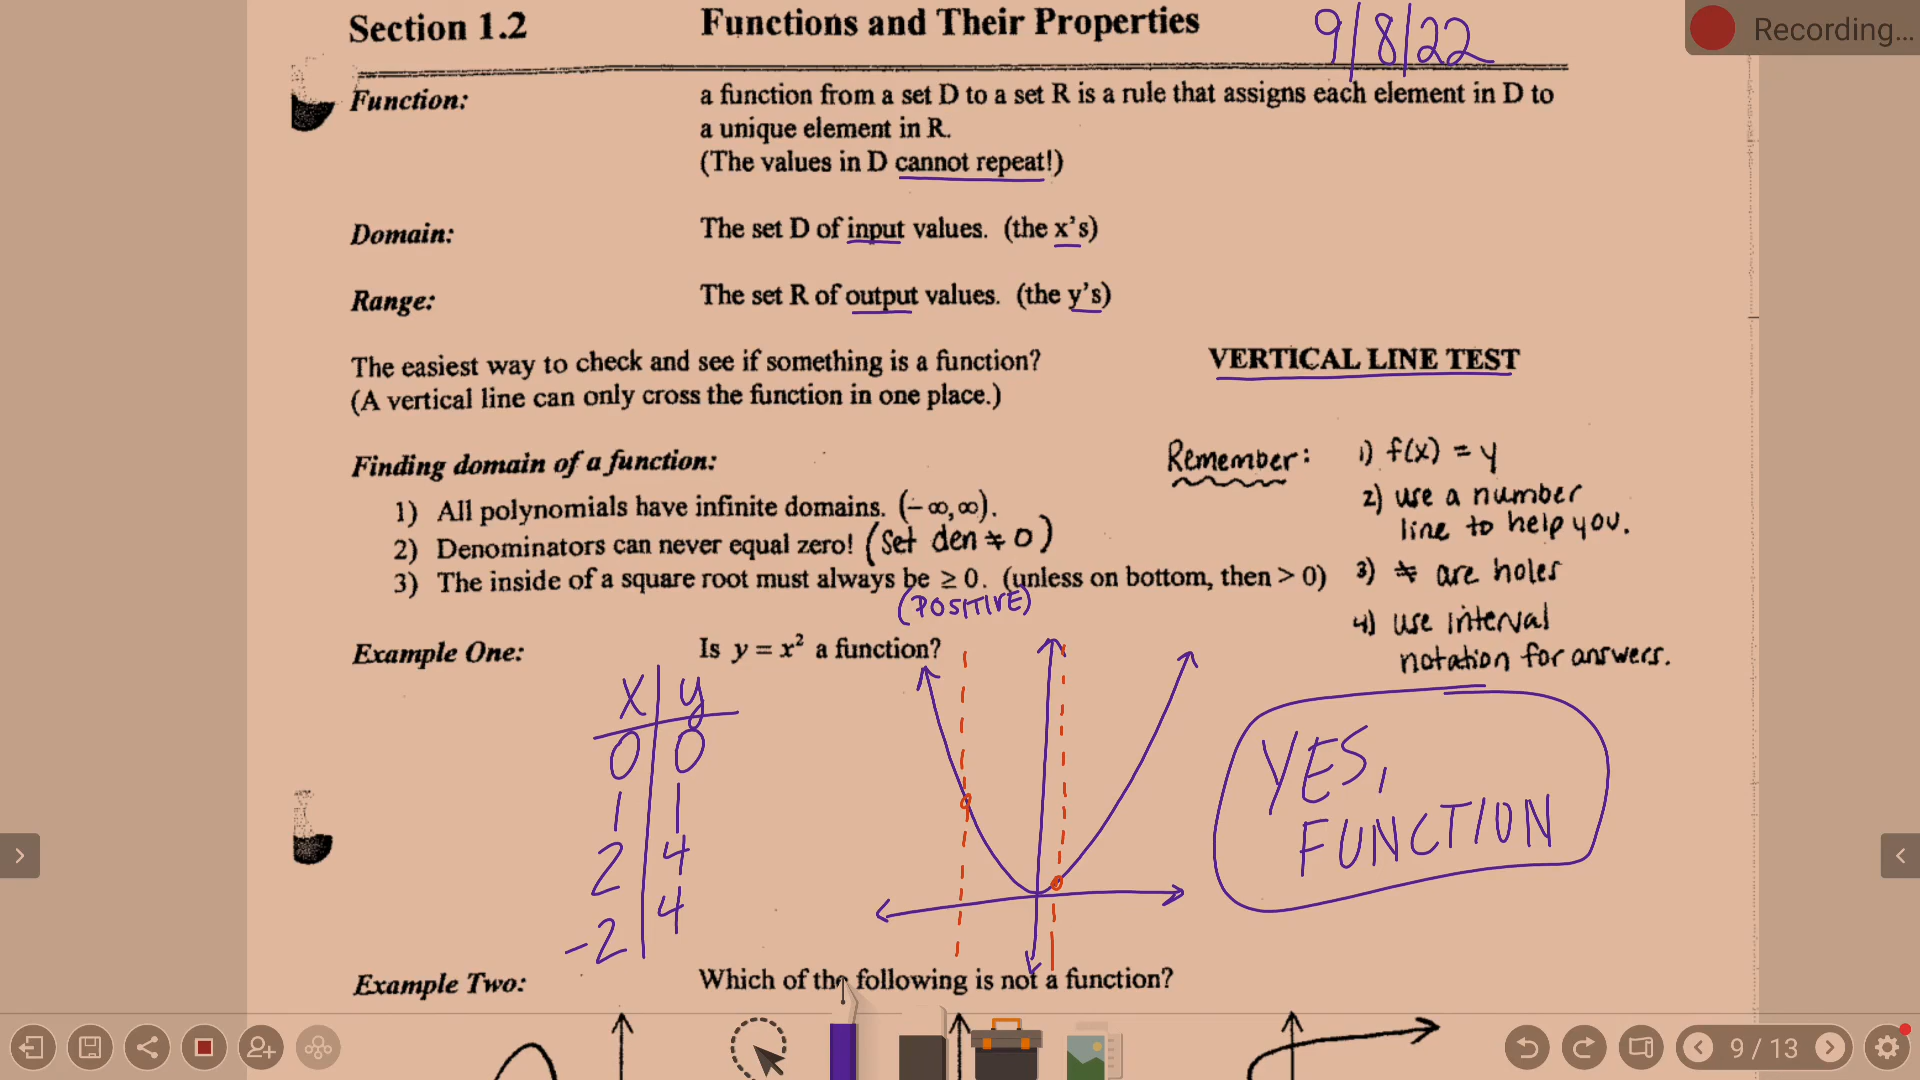 Section 1.2 Functions and Their Properties 9/8/22
Recording...
Function: a function from a set D to a set R is a rule that assigns each element in D to
a unique element in R.
(The values in D cannot repeat!)
Domain: The set D of input values. (the x's)
Range: The set R of output values. (the y's)
The easiest way to check and see if something is a function? VERTICAL LINE TEST
(A vertical line can only cross the function in one place.)
Finding domain of a function:
1) All polynomials have infinite domains. (-∞,∞).
2) Denominators can never equal zero! (Set den ≠ 0)
3) The inside of a square root must always be ≥ 0. (unless on bottom, then > 0)
(POSITIVE)
Remember: 1) f(x) = y
2) use a number
line to help you.
3) ≠ are holes
4) use interval
notation for answers.
Example One: Is y = x² a function?
x y
0 0
1 1
2 4
-2 4
YES,
FUNCTION
Example Two: Which of the following is not a function?
9 / 13